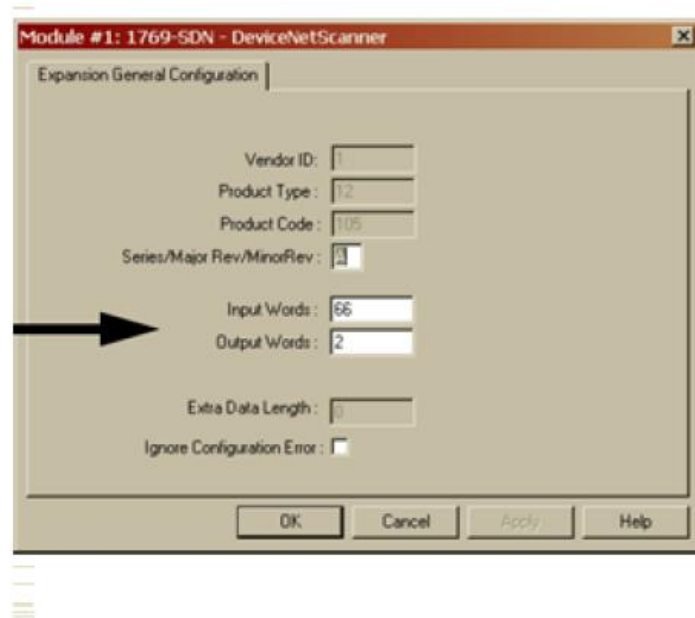 Module #1: 1769-SDN - DeviceNetScanner
Expansion General Configuration
Vendor ID: 1
Product Type : 12
Product Code : 105
Series/Major Rev/MinorRev :
Input Words : 66
Output Words : 2
Extra Data Length : 0
Ignore Configuration Error :
OK Cancel Apply Help